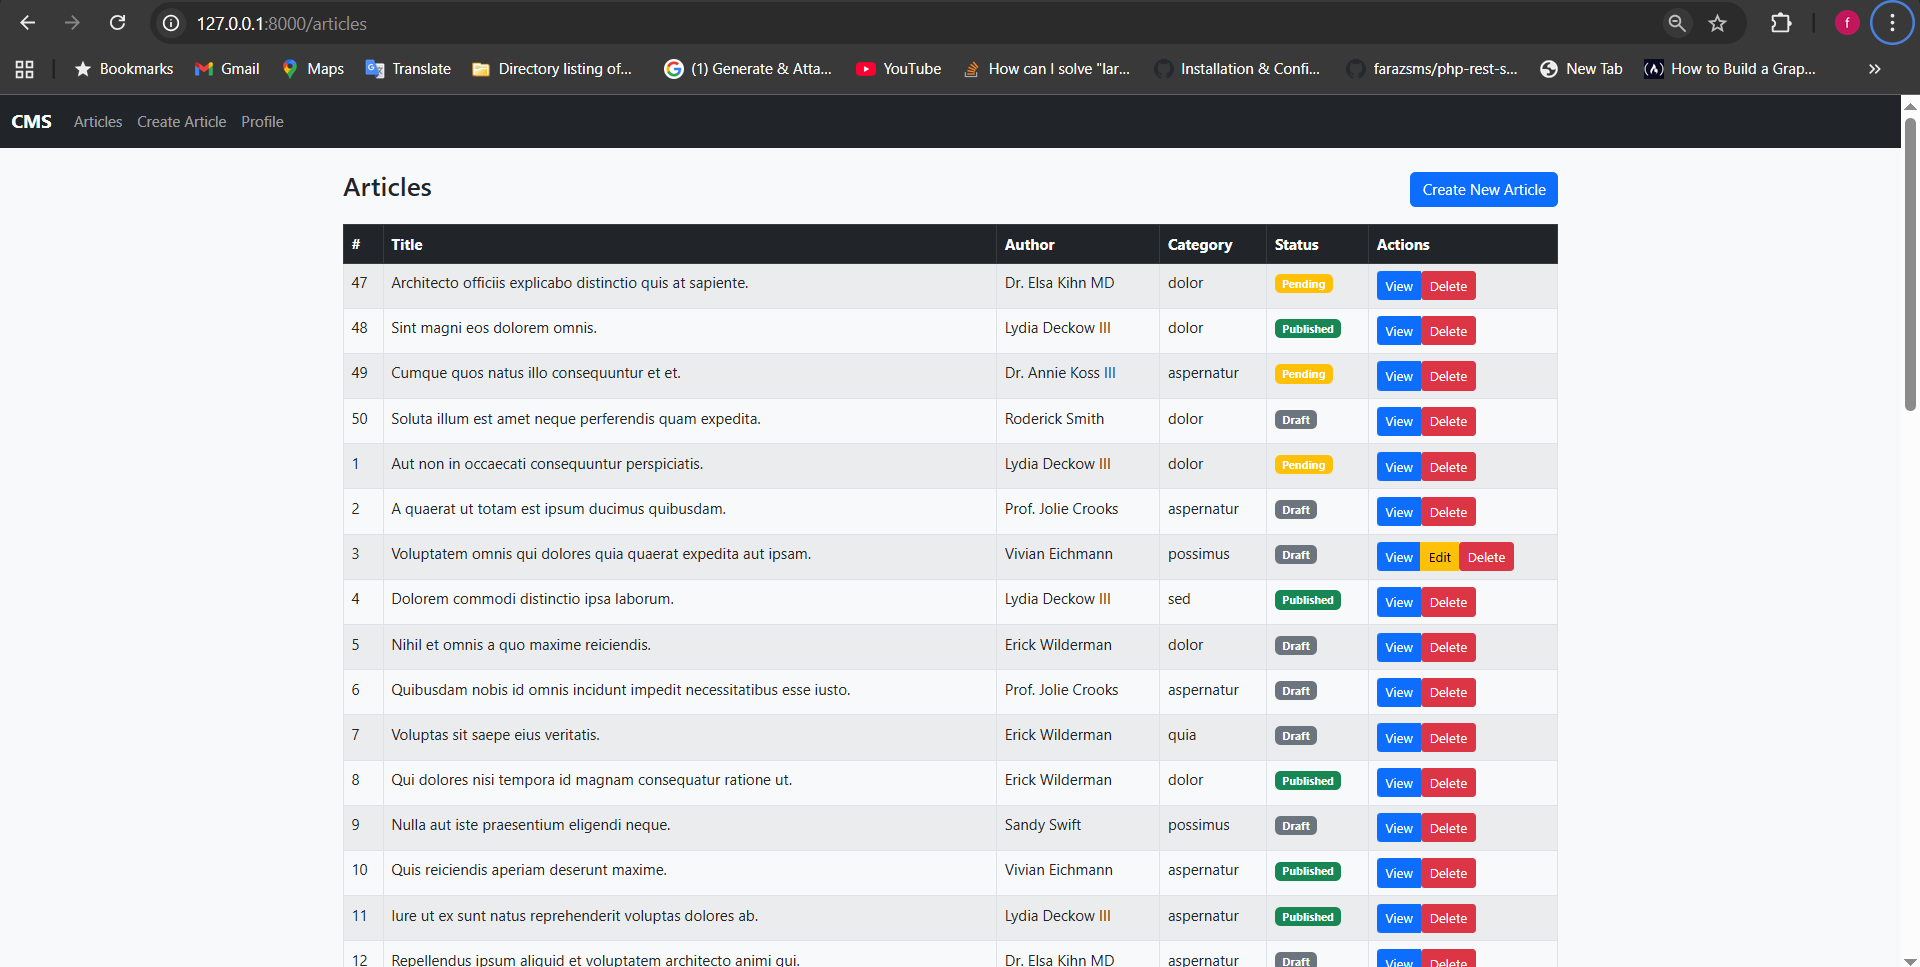 127.0.0.1:8000/articles
f
Bookmarks Gmail Maps Translate Directory listing of... (1) Generate & Atta... YouTube How can I solve "lar... Installation & Confi... farazsms/php-rest-s... New Tab How to Build a Grap... »
CMS Articles Create Article Profile
Articles Create New Article
# Title Author Category Status Actions
47 Architecto officiis explicabo distinctio quis at sapiente. Dr. Elsa Kihn MD dolor Pending View Delete
48 Sint magni eos dolorem omnis. Lydia Deckow III dolor Published View Delete
49 Cumque quos natus illo consequuntur et et. Dr. Annie Koss III aspernatur Pending View Delete
50 Soluta illum est amet neque perferendis quam expedita. Roderick Smith dolor Draft View Delete
1 Aut non in occaecati consequuntur perspiciatis. Lydia Deckow III dolor Pending View Delete
2 A quaerat ut totam est ipsum ducimus quibusdam. Prof. Jolie Crooks aspernatur Draft View Delete
3 Voluptatem omnis qui dolores quia quaerat expedita aut ipsam. Vivian Eichmann possimus Draft View Edit Delete
4 Dolorem commodi distinctio ipsa laborum. Lydia Deckow III sed Published View Delete
5 Nihil et omnis a quo maxime reiciendis. Erick Wilderman dolor Draft View Delete
6 Quibusdam nobis id omnis incidunt impedit necessitatibus esse iusto. Prof. Jolie Crooks aspernatur Draft View Delete
7 Voluptas sit saepe eius veritatis. Erick Wilderman quia Draft View Delete
8 Qui dolores nisi tempora id magnam consequatur ratione ut. Erick Wilderman dolor Published View Delete
9 Nulla aut iste praesentium eligendi neque. Sandy Swift possimus Draft View Delete
10 Quis reiciendis aperiam deserunt maxime. Vivian Eichmann aspernatur Published View Delete
11 Iure ut ex sunt natus reprehenderit voluptas dolores ab. Lydia Deckow III aspernatur Published View Delete
12 Repellendus ipsum aliquid et voluptatem architecto animi qui. Dr. Elsa Kihn MD aspernatur Draft View Delete